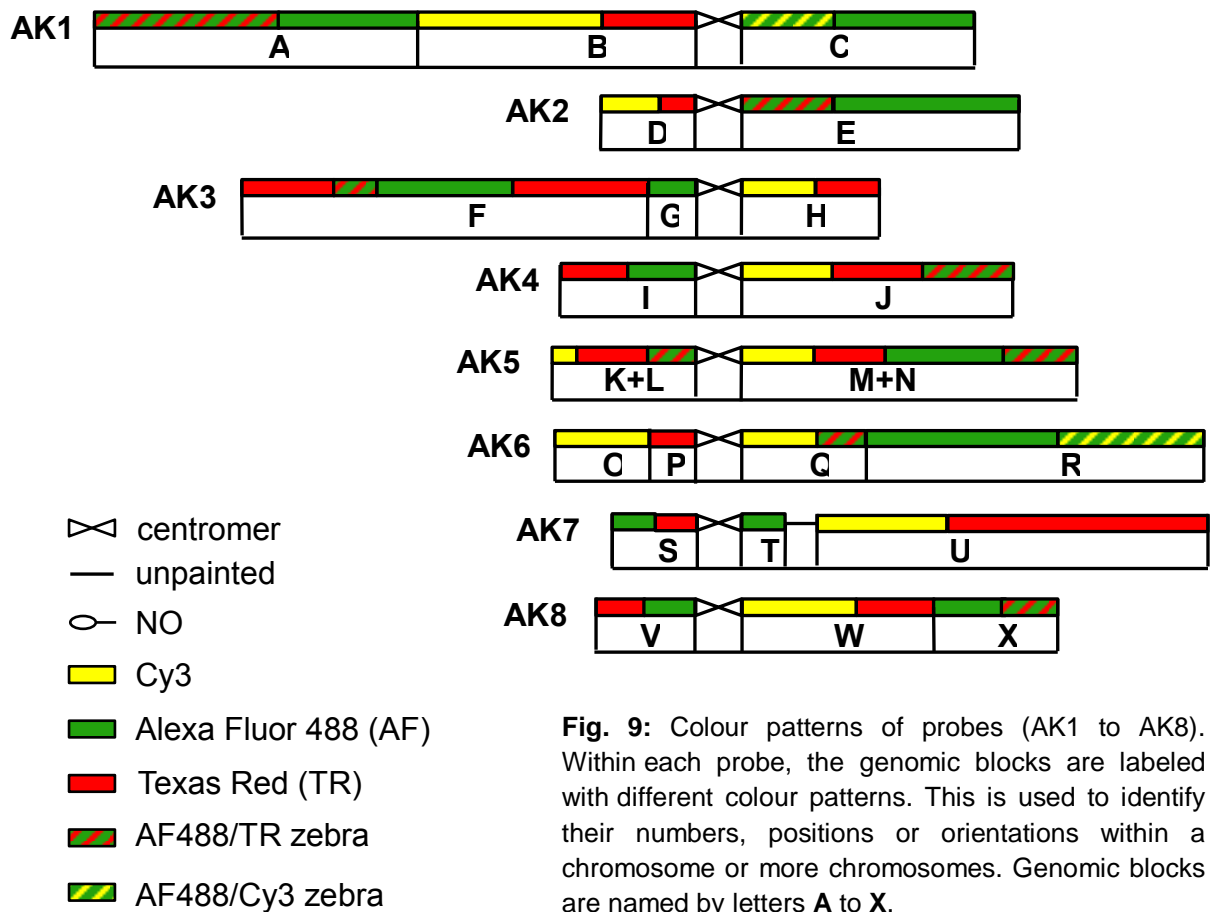 AK1
A B C
AK2
D E
AK3
F G H
AK4
I J
AK5
K+L M+N
AK6
O P Q R
AK7
S T U
AK8
V W X
centromer
unpainted
NO
Cy3
Alexa Fluor 488 (AF)
Texas Red (TR)
AF488/TR zebra
AF488/Cy3 zebra
Fig. 9: Colour patterns of probes (AK1 to AK8).
Within each probe, the genomic blocks are labeled
with different colour patterns. This is used to identify
their numbers, positions or orientations within a
chromosome or more chromosomes. Genomic blocks
are named by letters A to X.